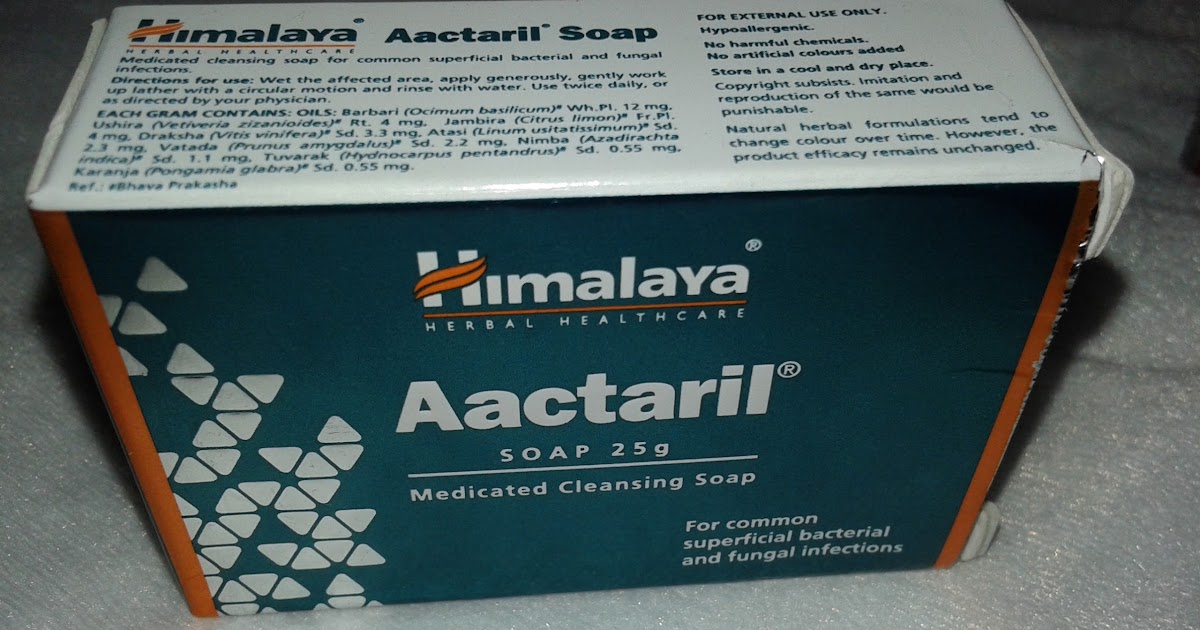 Himalaya® Aactaril® Soap
HERBAL HEALTHCARE
Medicated cleansing soap for common superficial bacterial and fungal
infections.
Directions for use: Wet the affected area, apply generously, gently work
up lather with a circular motion and rinse with water. Use twice daily, or
as directed by your physician.
EACH GRAM CONTAINS: OILS: Barbari (Ocimum basilicum)# Wh.Pl. 12 mg,
Ushira (Vetiveria zizanioides)# Rt. 4 mg, Jambira (Citrus limon)# Fr.Pl.
4 mg, Draksha (Vitis vinifera)# Sd. 3.3 mg, Atasi (Linum usitatissimum)# Sd.
2.3 mg, Vatada (Prunus amygdalus)# Sd. 2.2 mg, Nimba (Azadirachta
indica)# Sd. 1.1 mg, Tuvarak (Hydnocarpus pentandrus)# Sd. 0.55 mg,
Karanja (Pongamia glabra)# Sd. 0.55 mg.
Ref.: #Bhava Prakasha
FOR EXTERNAL USE ONLY.
Hypoallergenic.
No harmful chemicals.
No artificial colours added
Store in a cool and dry place.
Copyright subsists. Imitation and
reproduction of the same would be
punishable.
Natural herbal formulations tend to
change colour over time. However, the
product efficacy remains unchanged.
Himalaya®
HERBAL HEALTHCARE
Aactaril®
SOAP 25g
Medicated Cleansing Soap
For common
superficial bacterial
and fungal infections